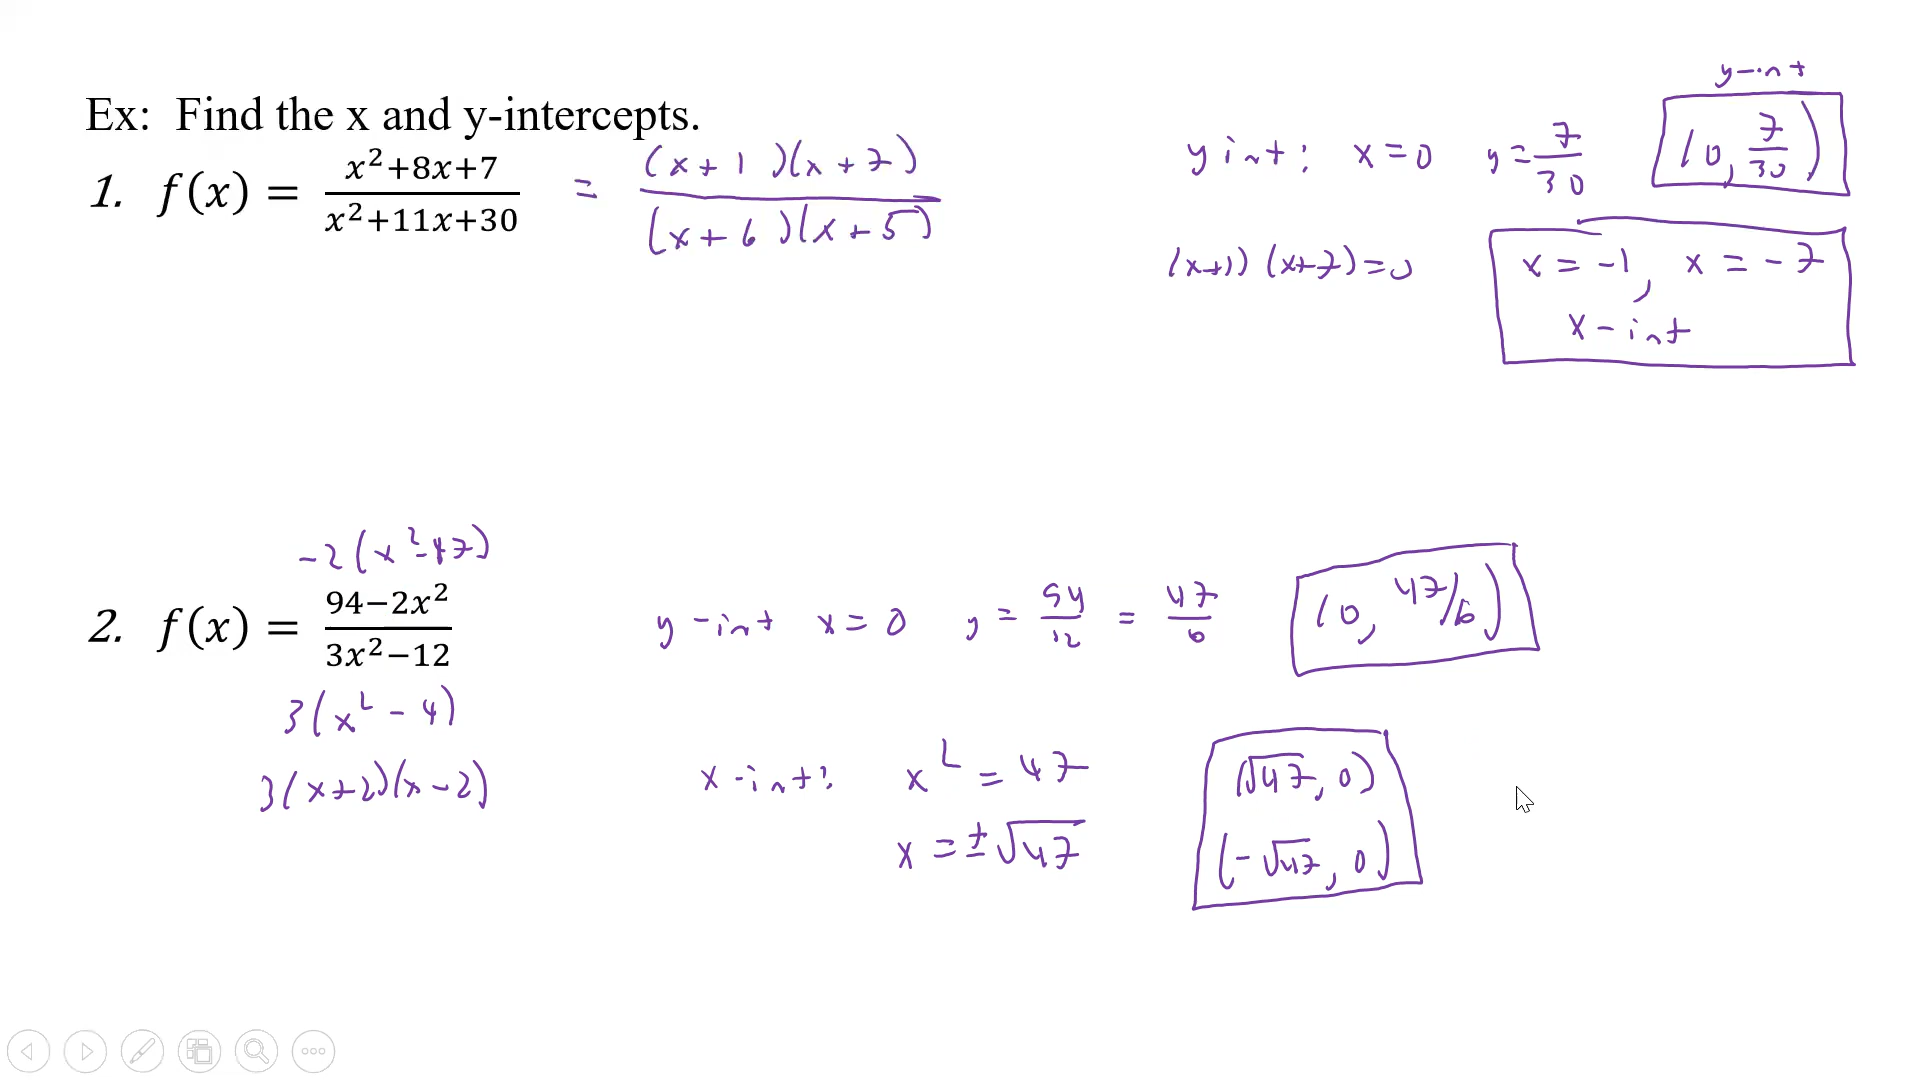 Ex: Find the x and y-intercepts.
1. f(x) = (x²+8x+7)/(x²+11x+30) = ((x+1)(x+7))/((x+6)(x+5))
y-int
y int: x=0 y=7/30 (0, 7/30)
(x+1)(x+7)=0 x=-1, x=-7
x-int
-2(x²-47)
2. f(x) = (94−2x²)/(3x²−12)
3(x²-4)
3(x+2)(x-2)
y-int x=0 y=94/12 = 47/6 (0, 47/6)
x-int: x²=47 (√47, 0)
x=±√47 (-√47, 0)